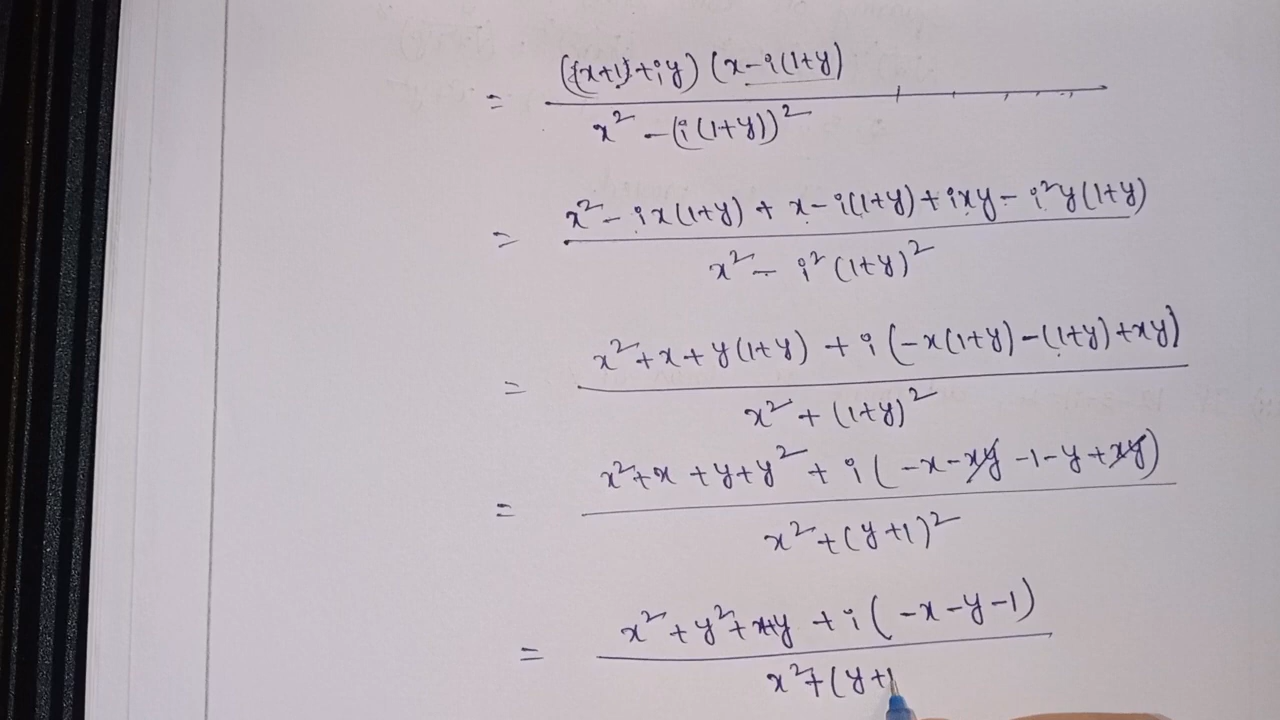 = ((x+1)+iy) (x-i(1+y)
x² - (i(1+y))²
= x² - ix(1+y) + x - i(1+y) + ixy - i²y(1+y)
x² - i²(1+y)²
= x²+x+y(1+y) + i(-x(1+y)-(1+y)+xy)
x² + (1+y)²
= x²+x+y+y² + i(-x-xy-1-y+xy)
x²+(y+1)²
= x²+y²+x+y + i(-x-y-1)
x²+(y+1